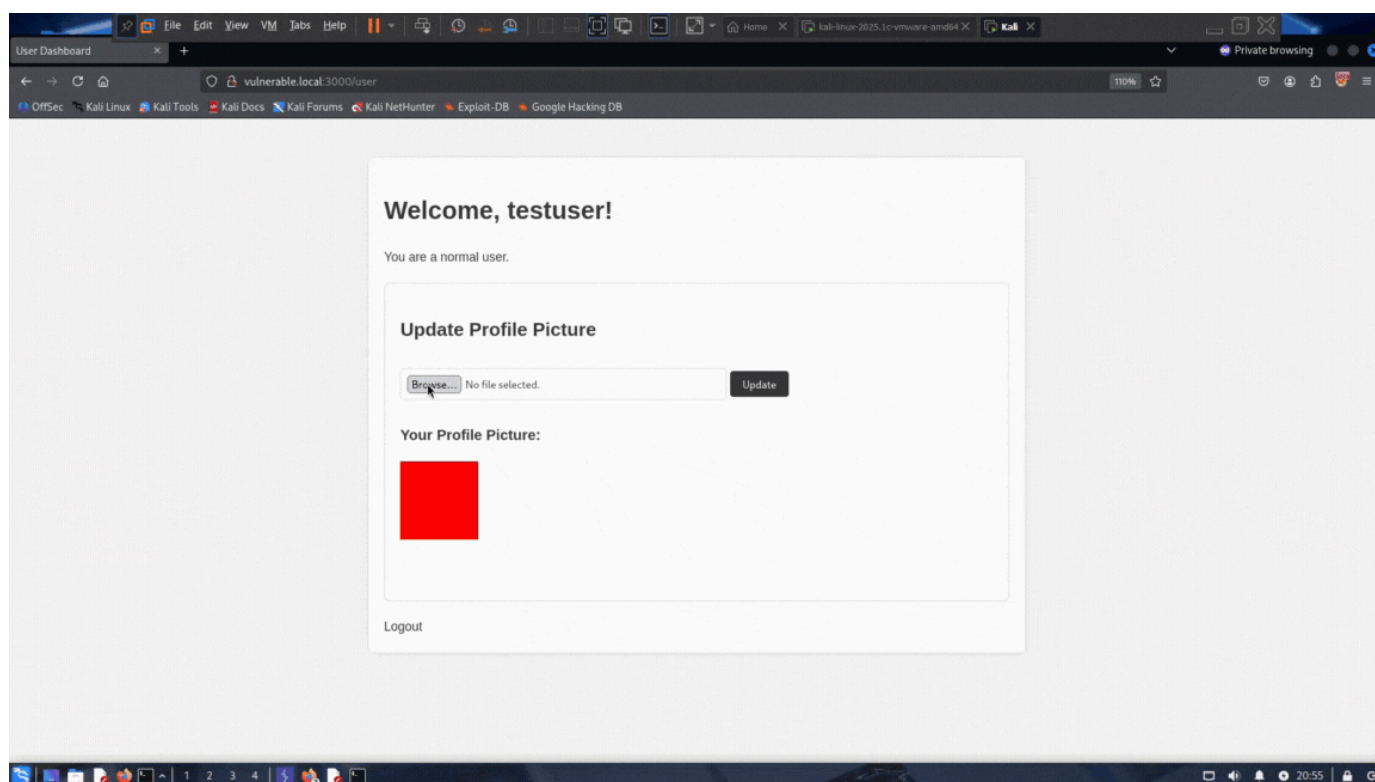 File Edit View VM Tabs Help Home X kali-linux-2025.1c-vmware-amd64 X Kali X
User Dashboard × + Private browsing
vulnerable.local:3000/user 110%
OffSec Kali Linux Kali Tools Kali Docs Kali Forums Kali NetHunter Exploit-DB Google Hacking DB
Welcome, testuser!
You are a normal user.
Update Profile Picture
Browse... No file selected. Update
Your Profile Picture:
Logout
1 2 3 4 20:55